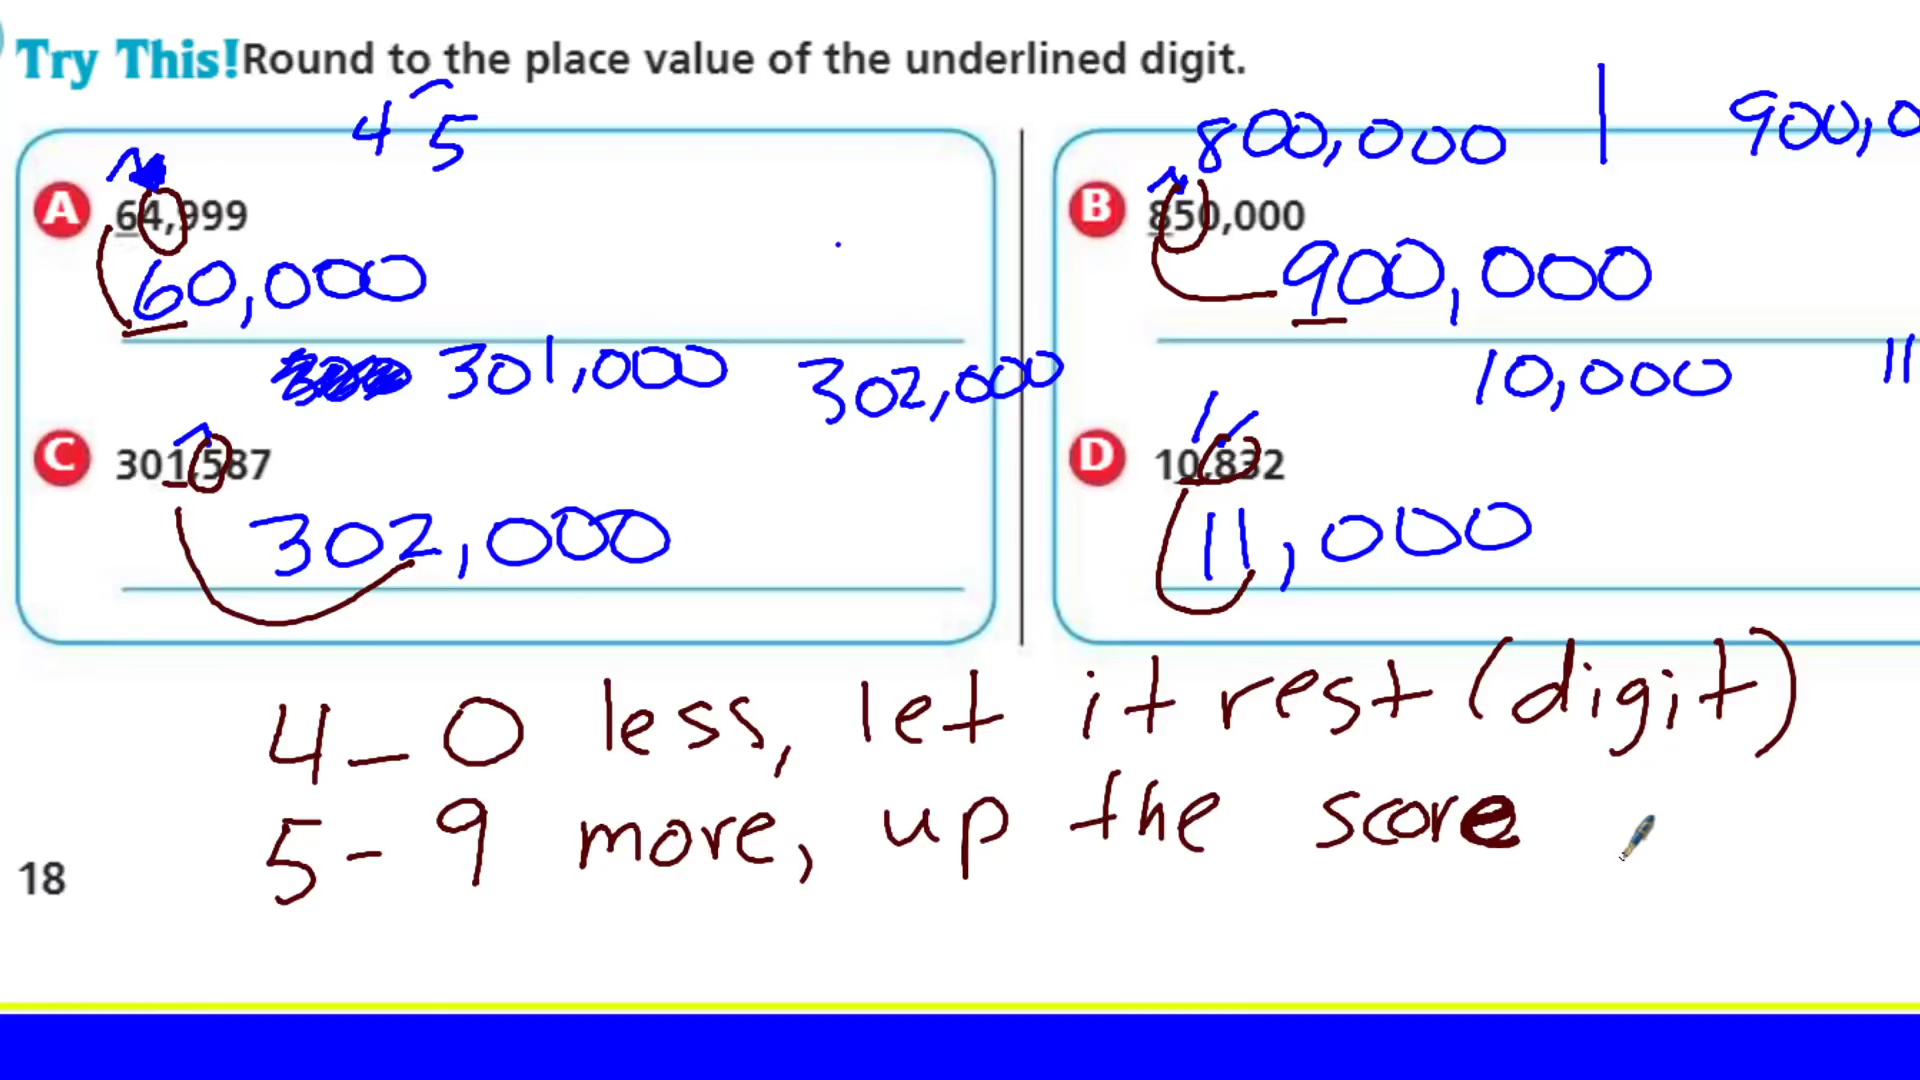 Try This! Round to the place value of the underlined digit.
4 5
800,000 | 900,0
A 64,999
B 850,000
60,000
900,000
301,000 302,000
10,000 11
C 301,587
D 10,832
302,000
11,000
4-0 less, let it rest (digit)
5-9 more, up the score
18